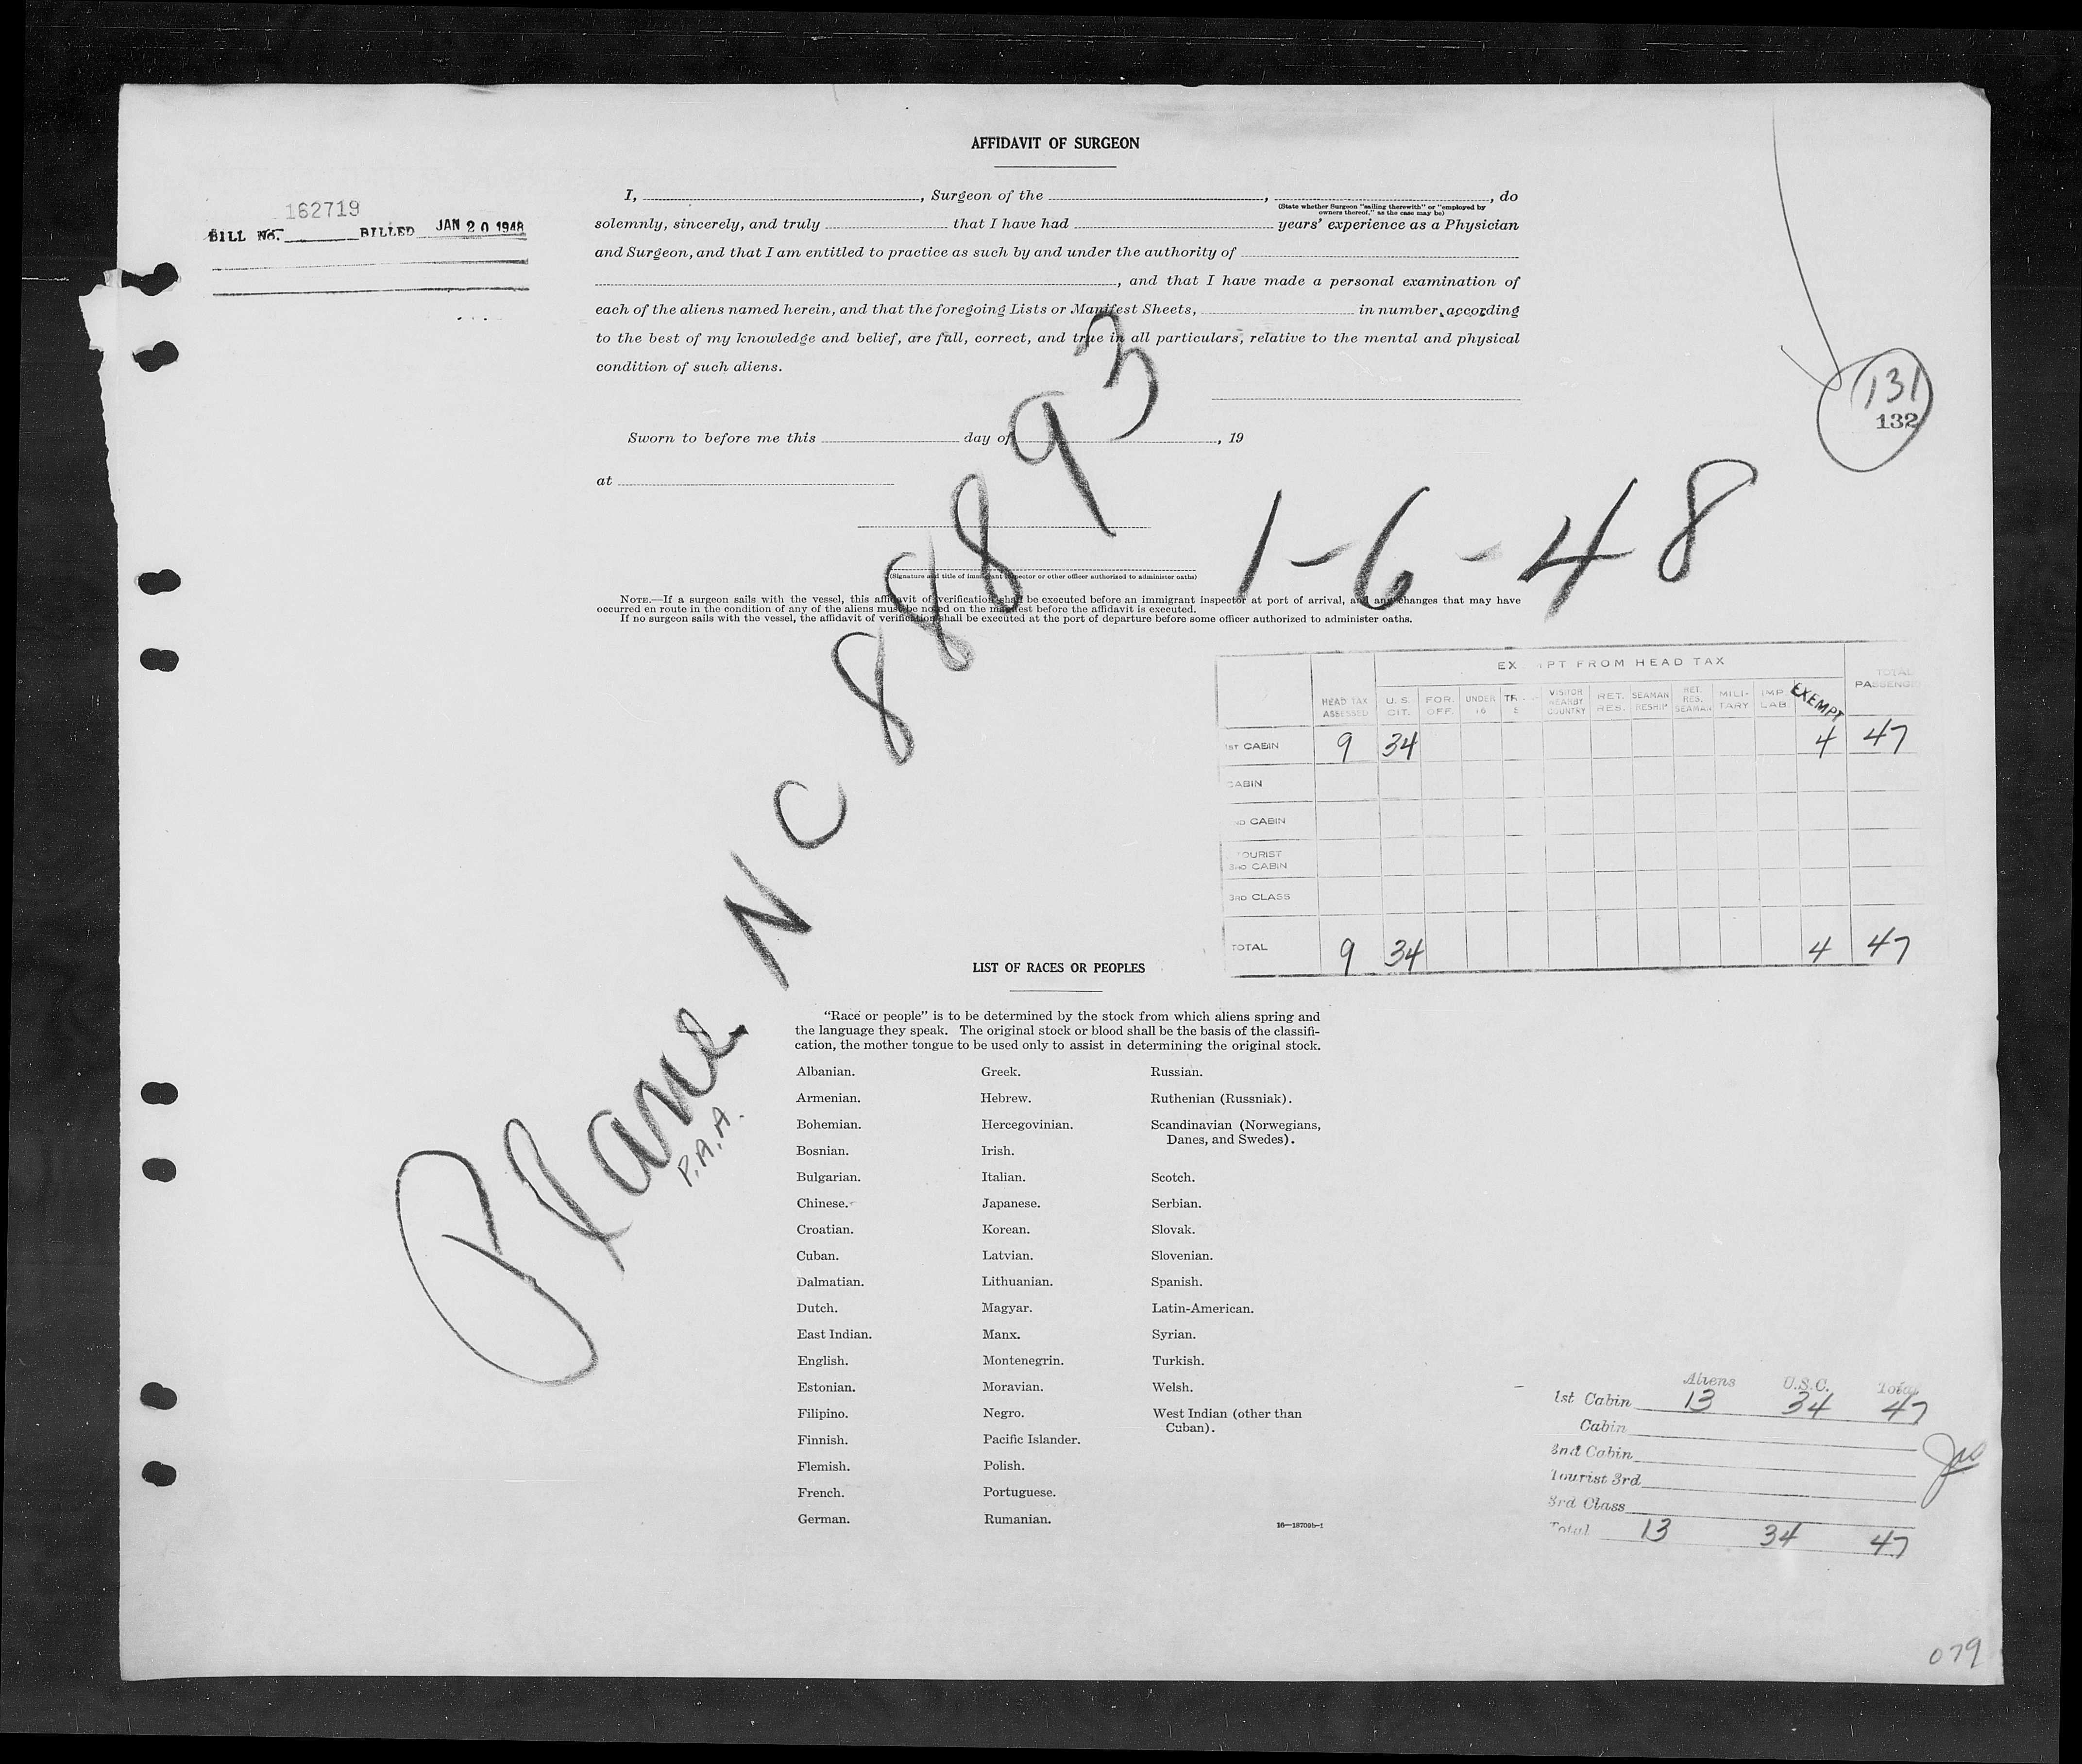 AFFIDAVIT OF SURGEON
162719
BILL No. BILLED JAN 20 1948
I, , Surgeon of the , , do
(State whether Surgeon "sailing therewith" or "employed by
owners thereof," as the case may be)
solemnly, sincerely, and truly that I have had years' experience as a Physician
and Surgeon, and that I am entitled to practice as such by and under the authority of
, and that I have made a personal examination of
each of the aliens named herein, and that the foregoing Lists or Manifest Sheets, in number, according
to the best of my knowledge and belief, are full, correct, and true in all particulars, relative to the mental and physical
condition of such aliens.
131
132
Sworn to before me this day of , 19
at
(Signature and title of immigrant inspector or other officer authorized to administer oaths)
1-6-48
NOTE.—If a surgeon sails with the vessel, this affidavit of verification shall be executed before an immigrant inspector at port of arrival, and any changes that may have
occurred en route in the condition of any of the aliens must be noted on the manifest before the affidavit is executed.
If no surgeon sails with the vessel, the affidavit of verification shall be executed at the port of departure before some officer authorized to administer oaths.
Plane NC 88893
P.A.A.
EXEMPT FROM HEAD TAX TOTAL
HEAD TAX ASSESSED U. S. CIT. FOR. OFF. UNDER 16 VISITOR NEARBY COUNTRY RET. RES. SEAMAN RESHIP RET. RES. SEAMAN MILITARY IMP. LAB. EXEMPT PASSENG
1ST CABIN 9 34 4 47
CABIN
ND CABIN
TOURIST
3RD CABIN
3RD CLASS
TOTAL 9 34 4 47
LIST OF RACES OR PEOPLES
"Race or people" is to be determined by the stock from which aliens spring and
the language they speak. The original stock or blood shall be the basis of the classifi-
cation, the mother tongue to be used only to assist in determining the original stock.
Albanian. Greek. Russian.
Armenian. Hebrew. Ruthenian (Russniak).
Bohemian. Hercegovinian. Scandinavian (Norwegians,
Danes, and Swedes).
Bosnian. Irish.
Bulgarian. Italian. Scotch.
Chinese. Japanese. Serbian.
Croatian. Korean. Slovak.
Cuban. Latvian. Slovenian.
Dalmatian. Lithuanian. Spanish.
Dutch. Magyar. Latin-American.
East Indian. Manx. Syrian.
English. Montenegrin. Turkish.
Estonian. Moravian. Welsh.
Filipino. Negro. West Indian (other than
Cuban).
Finnish. Pacific Islander.
Flemish. Polish.
French. Portuguese.
German. Rumanian.
16—18709b-1
Aliens U.S.C. Total
1st Cabin 13 34 47
Cabin
2nd Cabin
Tourist 3rd
3rd Class
Total 13 34 47
079